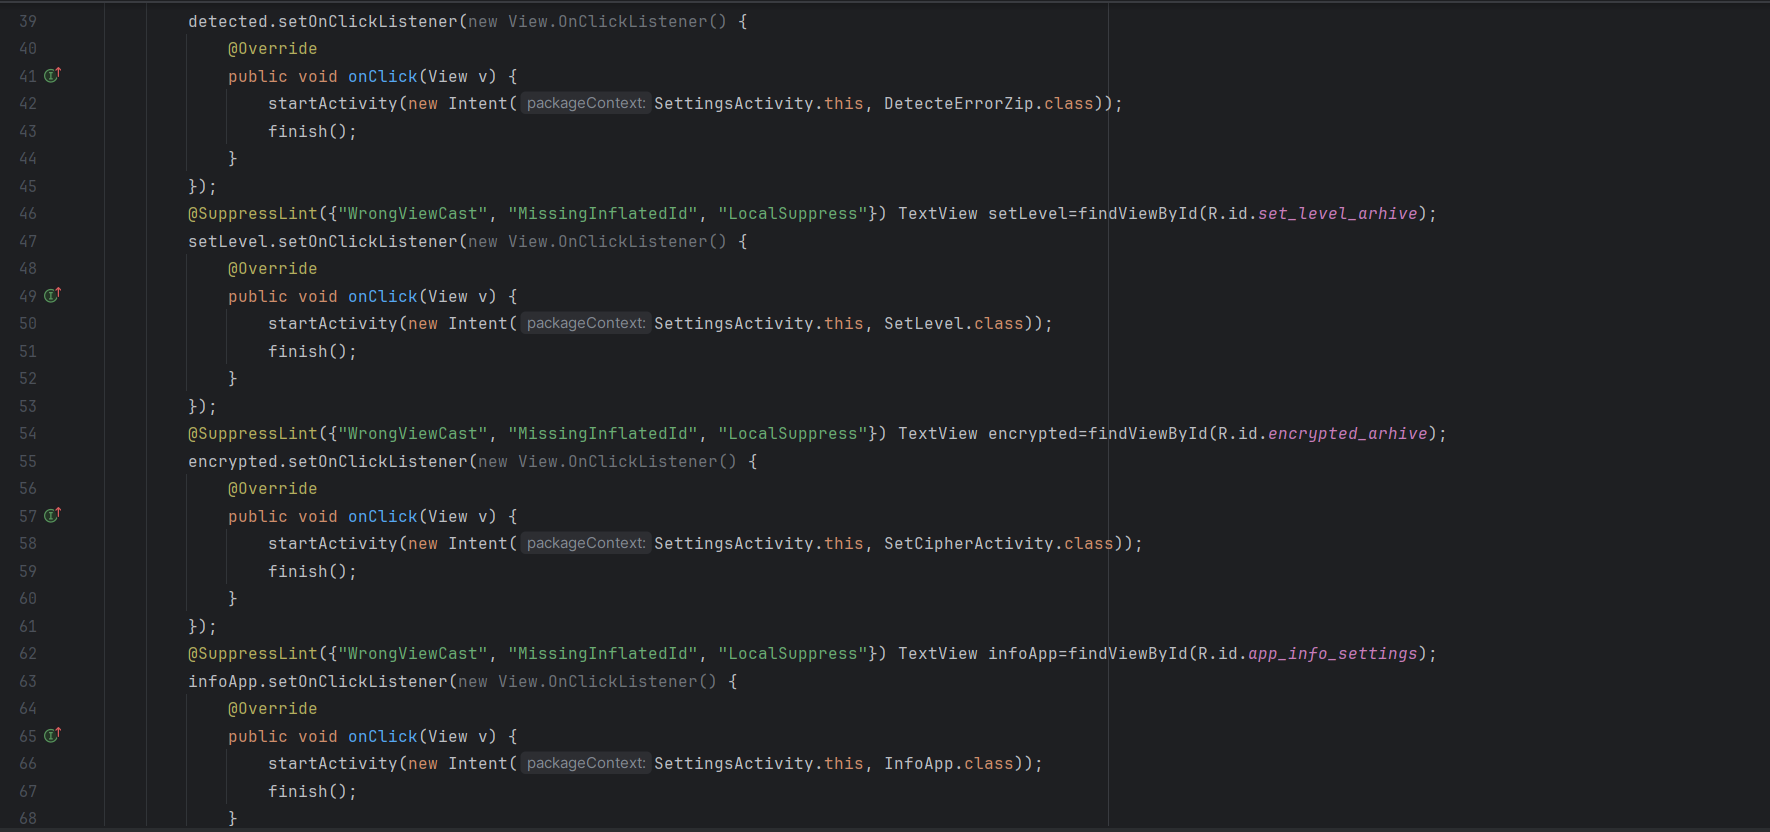 39 detected.setOnClickListener(new View.OnClickListener() {
40 @Override
41 public void onClick(View v) {
42 startActivity(new Intent( packageContext: SettingsActivity.this, DetecteErrorZip.class));
43 finish();
44 }
45 });
46 @SuppressLint({"WrongViewCast", "MissingInflatedId", "LocalSuppress"}) TextView setLevel=findViewById(R.id.set_level_arhive);
47 setLevel.setOnClickListener(new View.OnClickListener() {
48 @Override
49 public void onClick(View v) {
50 startActivity(new Intent( packageContext: SettingsActivity.this, SetLevel.class));
51 finish();
52 }
53 });
54 @SuppressLint({"WrongViewCast", "MissingInflatedId", "LocalSuppress"}) TextView encrypted=findViewById(R.id.encrypted_arhive);
55 encrypted.setOnClickListener(new View.OnClickListener() {
56 @Override
57 public void onClick(View v) {
58 startActivity(new Intent( packageContext: SettingsActivity.this, SetCipherActivity.class));
59 finish();
60 }
61 });
62 @SuppressLint({"WrongViewCast", "MissingInflatedId", "LocalSuppress"}) TextView infoApp=findViewById(R.id.app_info_settings);
63 infoApp.setOnClickListener(new View.OnClickListener() {
64 @Override
65 public void onClick(View v) {
66 startActivity(new Intent( packageContext: SettingsActivity.this, InfoApp.class));
67 finish();
68 }